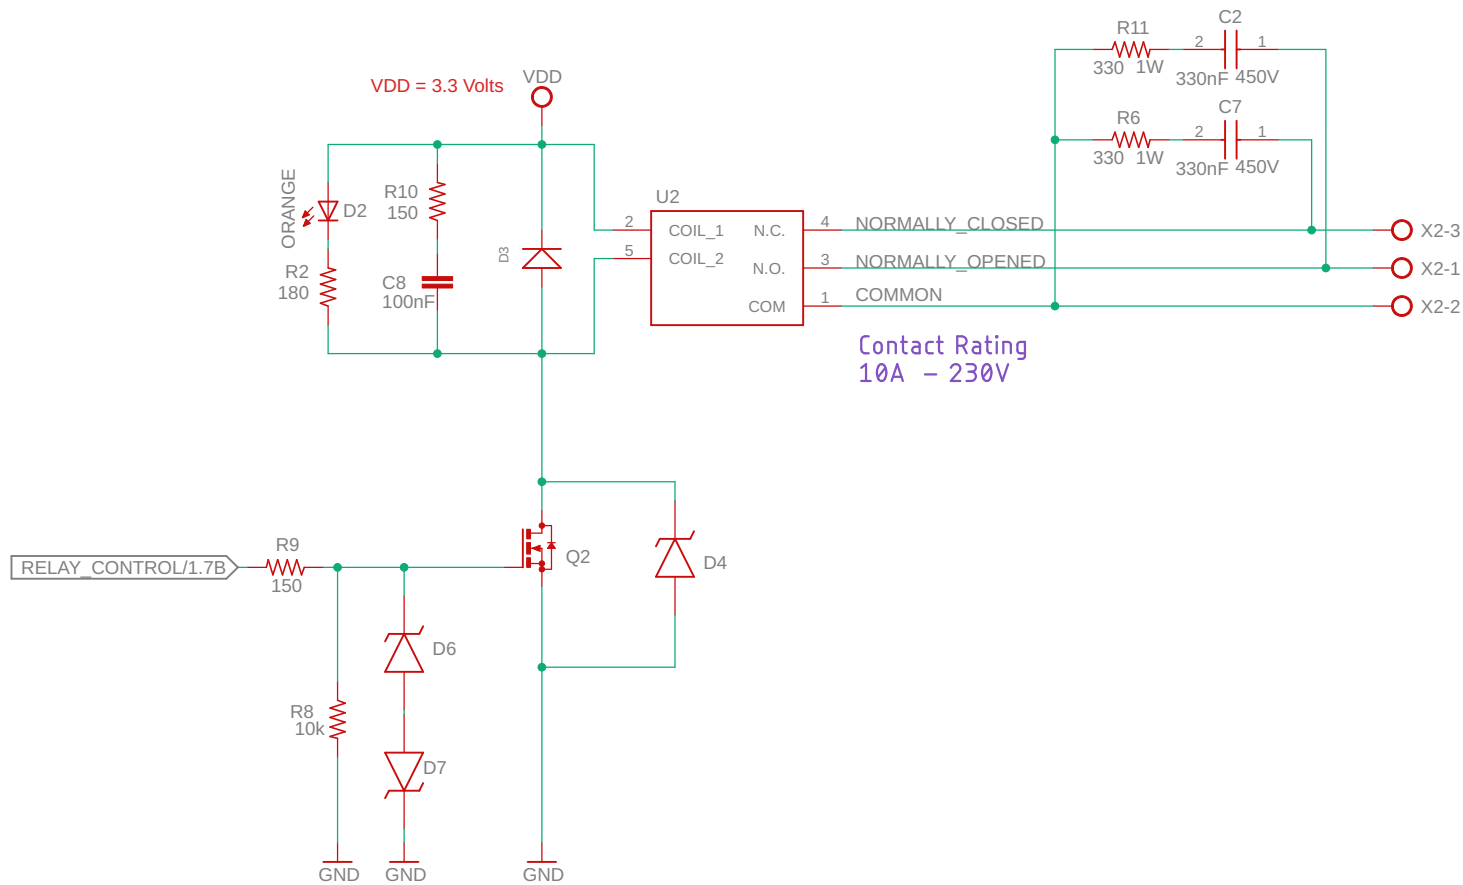 C2
R11
2 1
330 1W
330nF 450V
C7
R6
2 1
330 1W
330nF 450V
VDD
VDD = 3.3 Volts
ORANGE
D2
R10
150
R2
180
C8
100nF
D3
U2
2 COIL_1 N.C. 4 NORMALLY_CLOSED X2-3
5 COIL_2 N.O. 3 NORMALLY_OPENED X2-1
COM 1 COMMON X2-2
Contact Rating
10A - 230V
R9
RELAY_CONTROL/1.7B
150
Q2
D4
D6
R8
10k
D7
GND GND GND